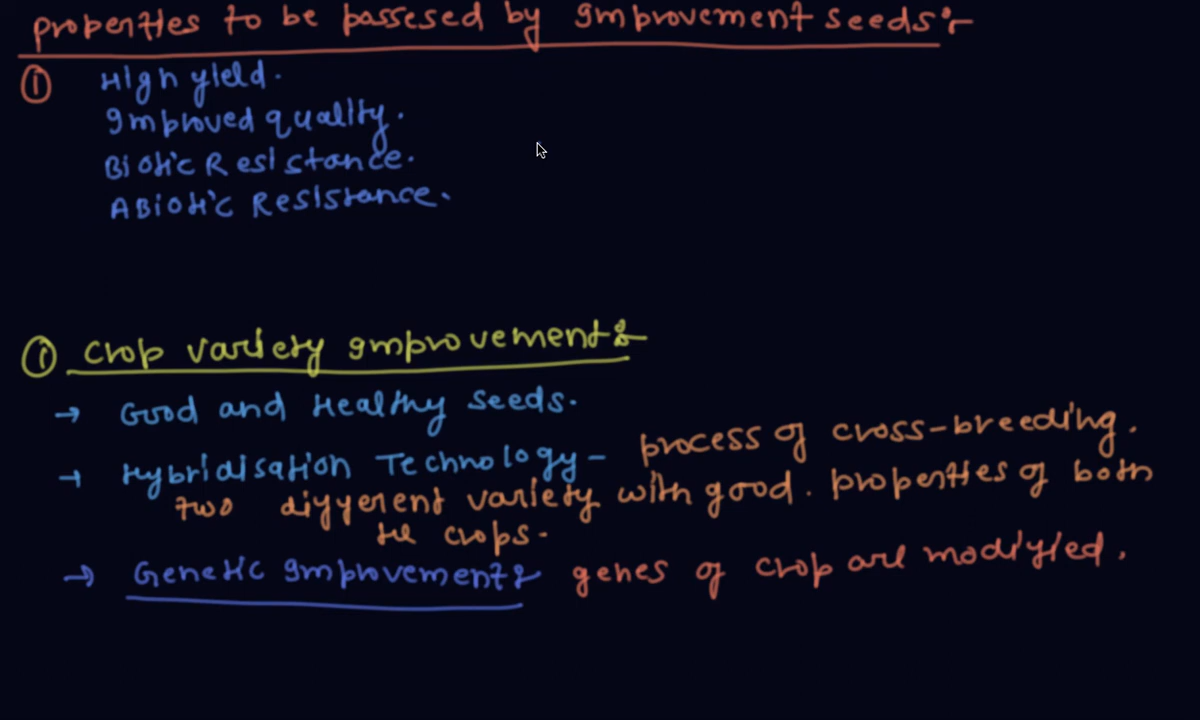 properties to be passesed by improvement seeds:-
① High yield.
improved quality.
Biotic Resistance.
ABiotic Resistance.
① crop variety improvement:-
→ Good and Healthy seeds.
→ Hybridisation Technology - process of cross-breeding.
two different variety with good. properties of both
the crops.
→ Genetic improvement:- genes of crop are modified.